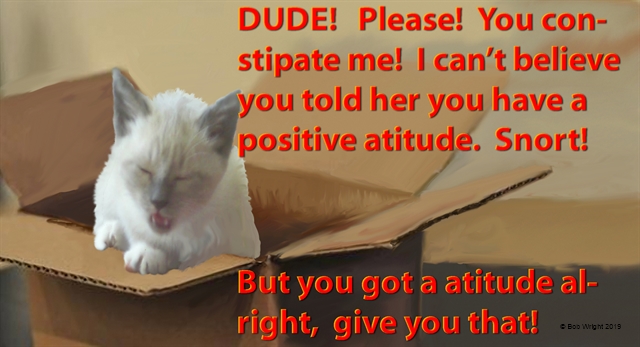 DUDE!   Please!  You con-
stipate me!  I can't believe
you told her you have a
positive atitude.  Snort!
But you got a atitude al-
right,  give you that!
© Bob Wright 2019